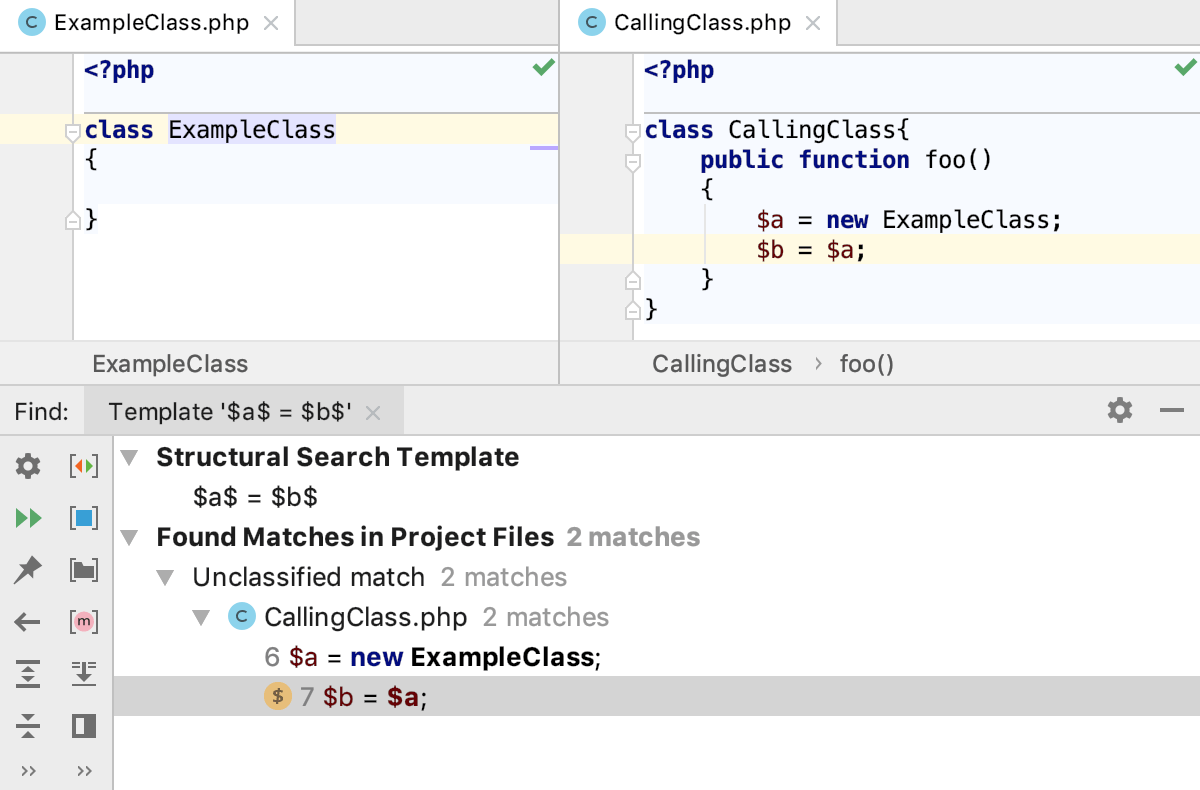 C ExampleClass.php
<?php
class ExampleClass
{
}
ExampleClass
C CallingClass.php
<?php
class CallingClass{
public function foo()
{
$a = new ExampleClass;
$b = $a;
}
}
CallingClass › foo()
Find: Template '$a$ = $b$'
Structural Search Template
$a$ = $b$
Found Matches in Project Files 2 matches
Unclassified match 2 matches
C CallingClass.php 2 matches
6 $a = new ExampleClass;
$ 7 $b = $a;
m